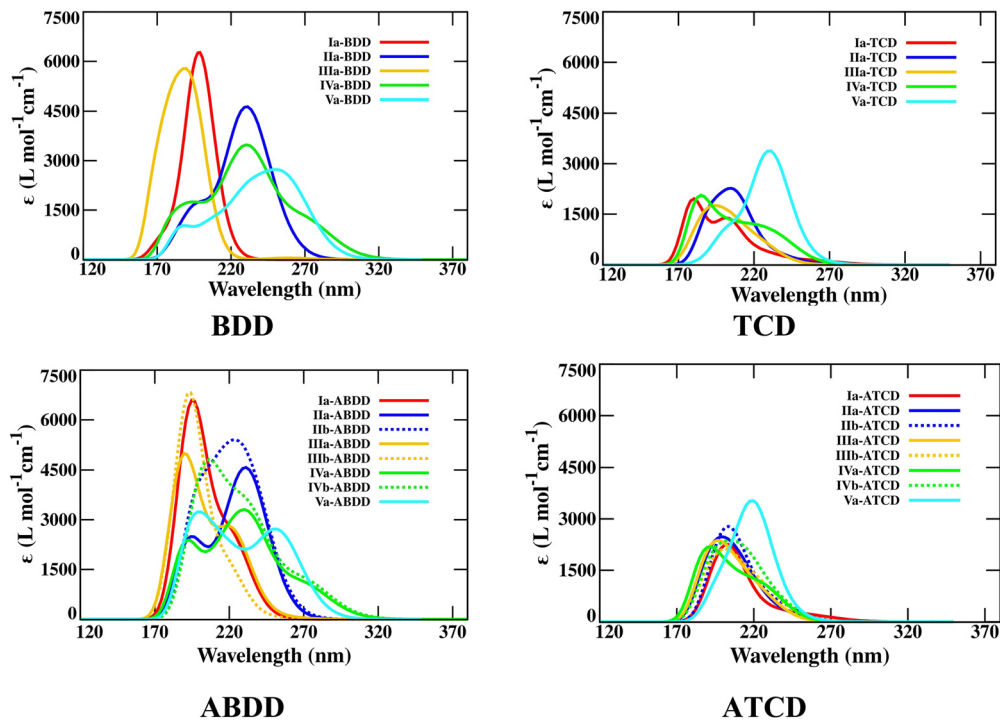 7500
6000
4500
3000
1500
0
ε (L mol-1cm-1)
Ia-BDD
IIa-BDD
IIIa-BDD
IVa-BDD
Va-BDD
120 170 220 270 320 370
Wavelength (nm)
BDD
7500
6000
4500
3000
1500
0
ε (L mol-1cm-1)
Ia-TCD
IIa-TCD
IIIa-TCD
IVa-TCD
Va-TCD
120 170 220 270 320 370
Wavelength (nm)
TCD
7500
6000
4500
3000
1500
0
ε (L mol-1cm-1)
Ia-ABDD
IIa-ABDD
IIb-ABDD
IIIa-ABDD
IIIb-ABDD
IVa-ABDD
IVb-ABDD
Va-ABDD
120 170 220 270 320 370
Wavelength (nm)
ABDD
7500
6000
4500
3000
1500
0
ε (L mol-1cm-1)
Ia-ATCD
IIa-ATCD
IIb-ATCD
IIIa-ATCD
IIIb-ATCD
IVa-ATCD
IVb-ATCD
Va-ATCD
120 170 220 270 320 370
Wavelength (nm)
ATCD